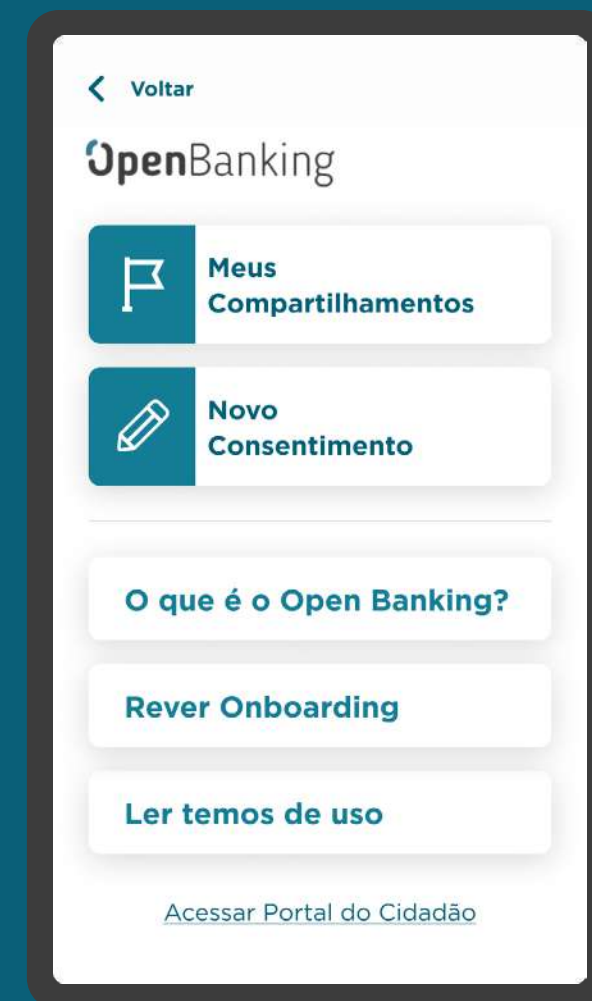 Voltar
OpenBanking
Meus
Compartilhamentos
Novo
Consentimento
O que é o Open Banking?
Rever Onboarding
Ler temos de uso
Acessar Portal do Cidadão